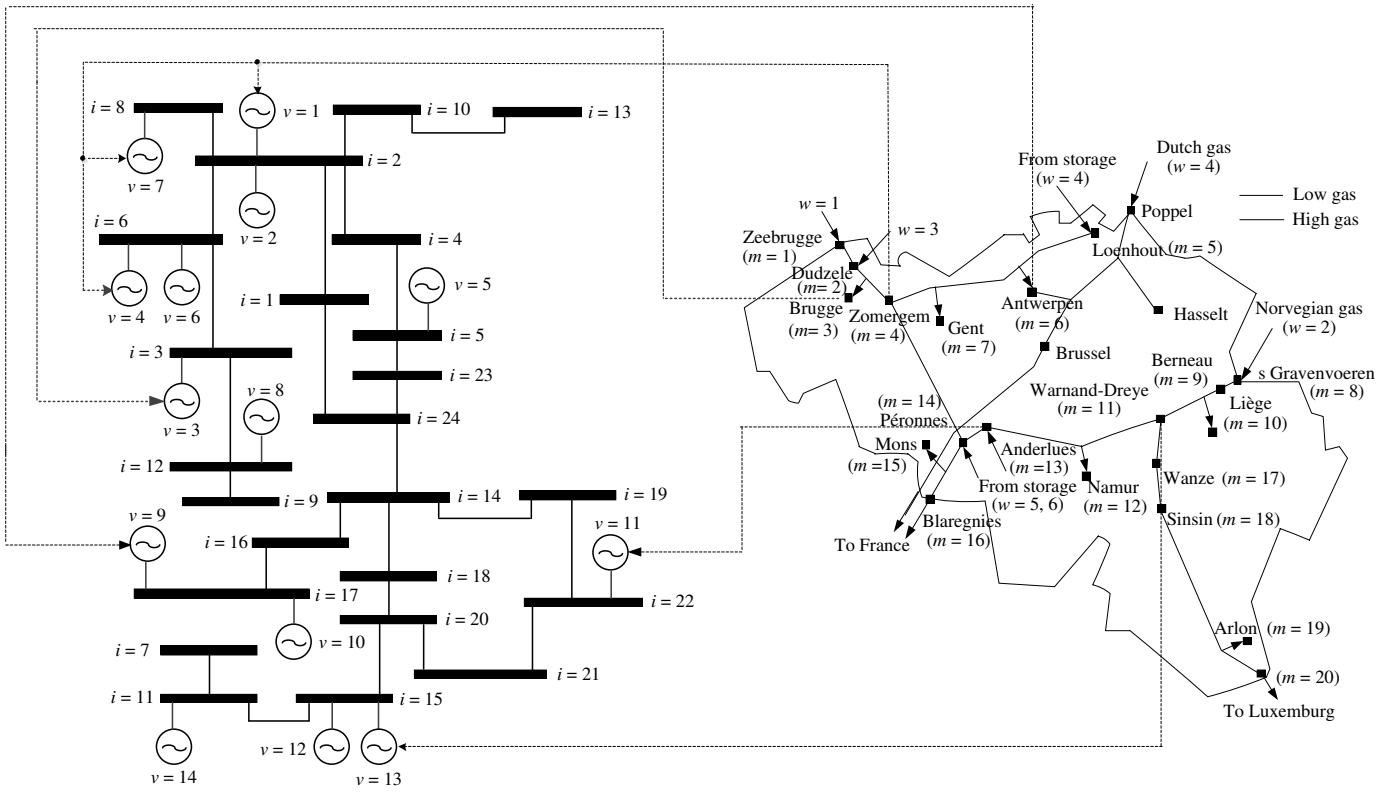 i = 8
v = 1
i = 10
i = 13
i = 2
v = 7
i = 6
v = 2
i = 4
v = 5
v = 4
v = 6
i = 1
i = 5
i = 3
i = 23
v = 8
v = 3
i = 24
i = 12
i = 9
i = 14
i = 19
v = 9
v = 11
i = 16
i = 18
i = 17
i = 22
i = 20
v = 10
i = 7
i = 21
i = 11
i = 15
v = 12
v = 14
v = 13
Dutch gas
(w = 4)
From storage
(w = 4)
Low gas
High gas
w = 1
Poppel
w = 3
Zeebrugge
(m = 1)
Loenhout (m = 5)
Dudzele
(m= 2)
Brugge
(m= 3)
Zomergem
(m = 4)
Gent
(m = 7)
Antwerpen
(m = 6)
Hasselt
Norvegian gas
(w = 2)
Brussel
Berneau
(m = 9)
s Gravenvoeren
(m = 8)
Warnand-Dreye
(m = 11)
Liège
(m = 10)
(m = 14)
Péronnes
Mons
(m =15)
Anderlues
(m =13)
From storage
(w = 5, 6)
Namur
(m = 12)
Wanze (m = 17)
Sinsin (m = 18)
Blaregnies
(m = 16)
To France
Arlon (m = 19)
(m = 20)
To Luxemburg